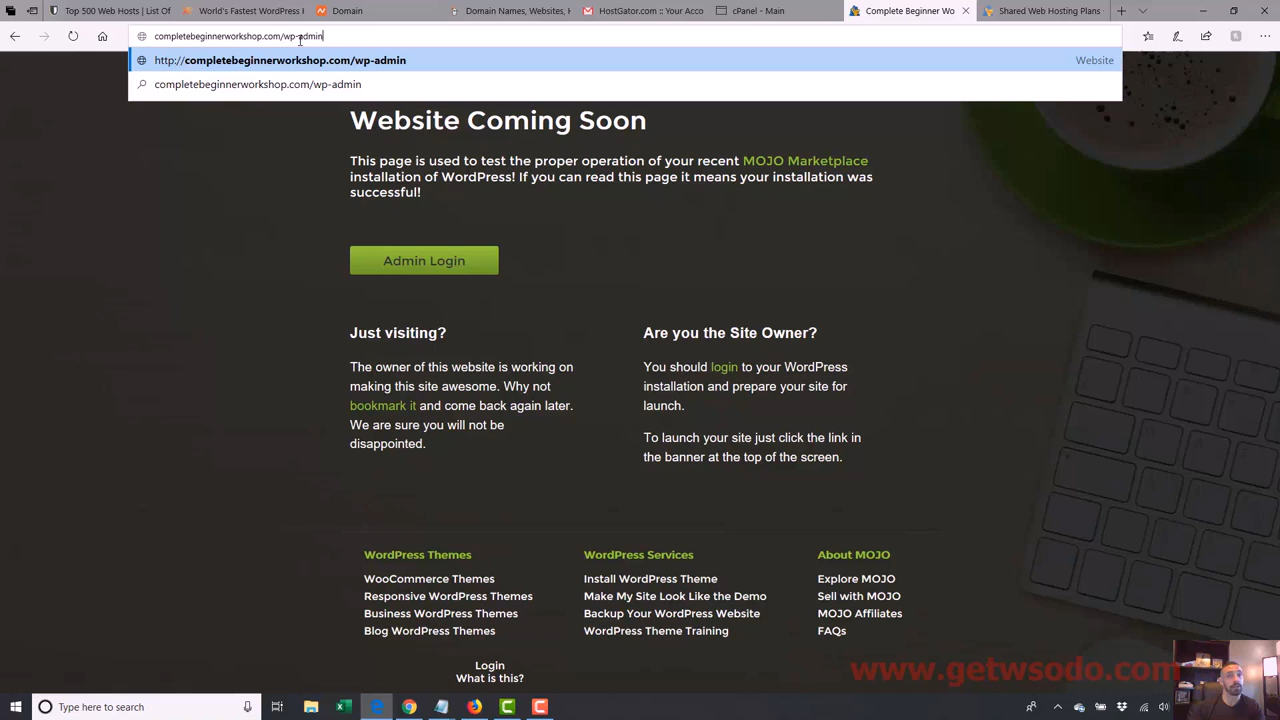 Top 500 Web Hosts | List Of
World's Fastest WordPress H
Domain
Domain Names, Websites, H
HostGator.com :: Your Acco
cPanel - Main
Complete Beginner Wo
Shared Web Hosting Plans
completebeginnerworkshop.com/wp-admin
http://completebeginnerworkshop.com/wp-admin
Website
completebeginnerworkshop.com/wp-admin
Website Coming Soon
This page is used to test the proper operation of your recent MOJO Marketplace
installation of WordPress! If you can read this page it means your installation was
successful!
Admin Login
Just visiting?
The owner of this website is working on
making this site awesome. Why not
bookmark it and come back again later.
We are sure you will not be
disappointed.
Are you the Site Owner?
You should login to your WordPress
installation and prepare your site for
launch.
To launch your site just click the link in
the banner at the top of the screen.
WordPress Themes
WooCommerce Themes
Responsive WordPress Themes
Business WordPress Themes
Blog WordPress Themes
WordPress Services
Install WordPress Theme
Make My Site Look Like the Demo
Backup Your WordPress Website
WordPress Theme Training
About MOJO
Explore MOJO
Sell with MOJO
MOJO Affiliates
FAQs
Login
What is this?
www.getwsodo.com
Type here to search